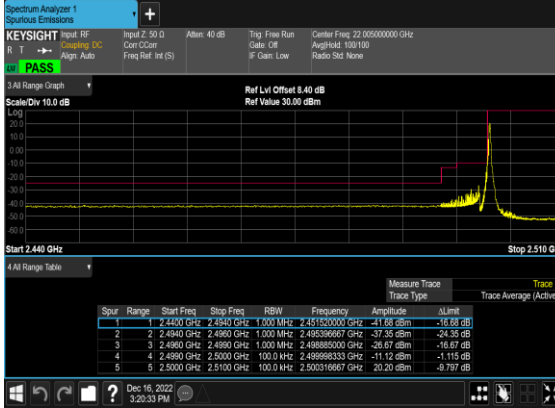 Spectrum Analyzer 1
Spurious Emissions
+
KEYSIGHT Input: RF Input Z: 50 Ω Atten: 40 dB Trig: Free Run Center Freq: 22.005000000 GHz
R T Coupling: DC Corr CCorr Gate: Off Avg|Hold: 100/100
Align: Auto Freq Ref: Int (S) IF Gain: Low Radio Std: None
PASS
3 All Range Graph
Ref Lvl Offset 8.40 dB
Scale/Div 10.0 dB Ref Value 30.00 dBm
Log
20.0
10.0
0.00
-10.0
-20.0
-30.0
-40.0
-50.0
-60.0
Start 2.440 GHz Stop 2.510 G
4 All Range Table
Measure Trace Trace
Trace Type Trace Average (Active
Spur Range Start Freq Stop Freq RBW Frequency Amplitude ΔLimit
1 1 2.4400 GHz 2.4940 GHz 1.000 MHz 2.451520000 GHz -41.68 dBm -16.68 dB
2 2 2.4940 GHz 2.4960 GHz 1.000 MHz 2.495396667 GHz -37.35 dBm -24.35 dB
3 3 2.4960 GHz 2.4990 GHz 1.000 MHz 2.498885000 GHz -26.67 dBm -16.67 dB
4 4 2.4990 GHz 2.5000 GHz 100.0 kHz 2.499998333 GHz -11.12 dBm -1.115 dB
5 5 2.5000 GHz 2.5100 GHz 100.0 kHz 2.500316667 GHz 20.20 dBm -9.797 dB
? Dec 16, 2022
3:20:33 PM